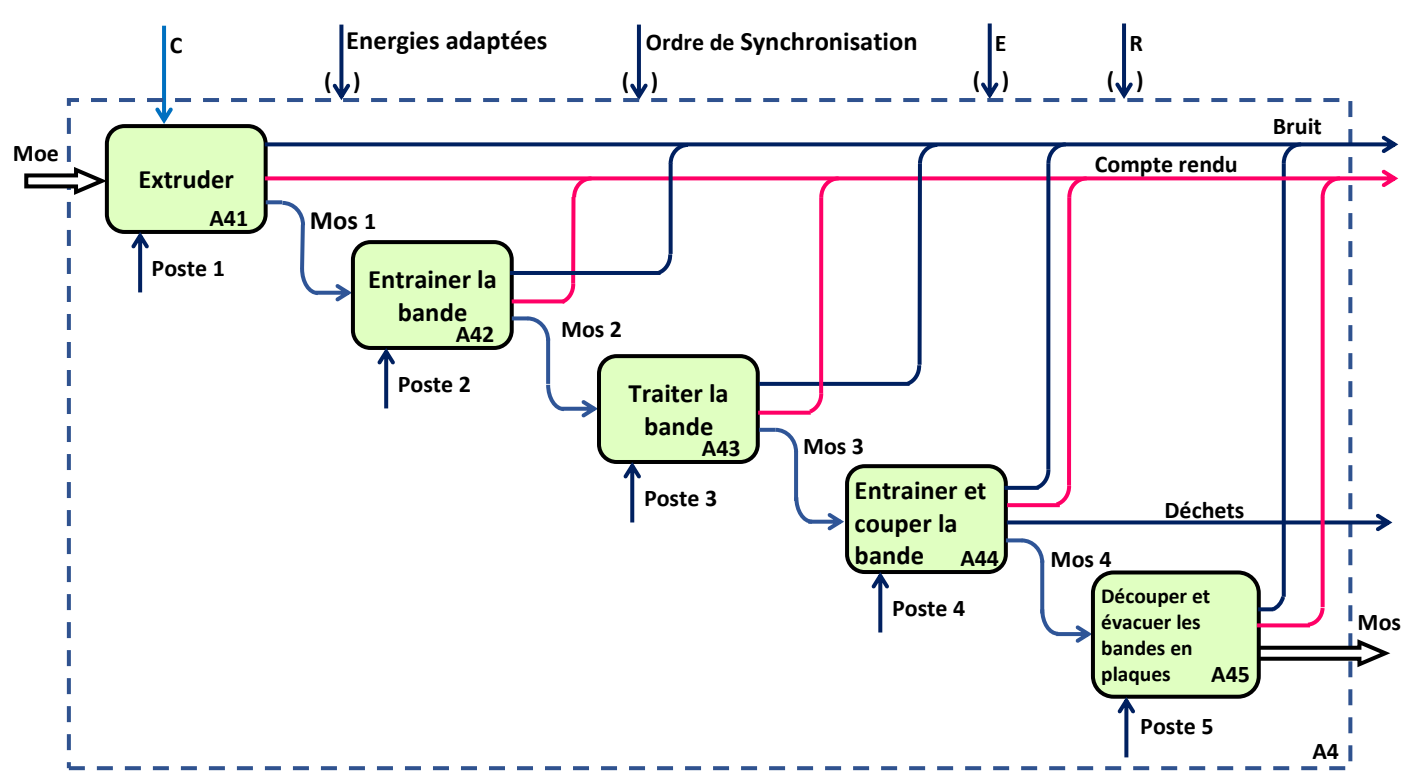 C
Energies adaptées
Ordre de Synchronisation
E
R
( )
( )
( )
( )
Bruit
Moe
Compte rendu
Extruder
A41
Mos 1
Poste 1
Entrainer la
bande
A42
Mos 2
Poste 2
Traiter la
bande
A43
Mos 3
Poste 3
Entrainer et
couper la
bande
A44
Déchets
Mos 4
Poste 4
Découper et
évacuer les
bandes en
plaques
A45
Mos
Poste 5
A4